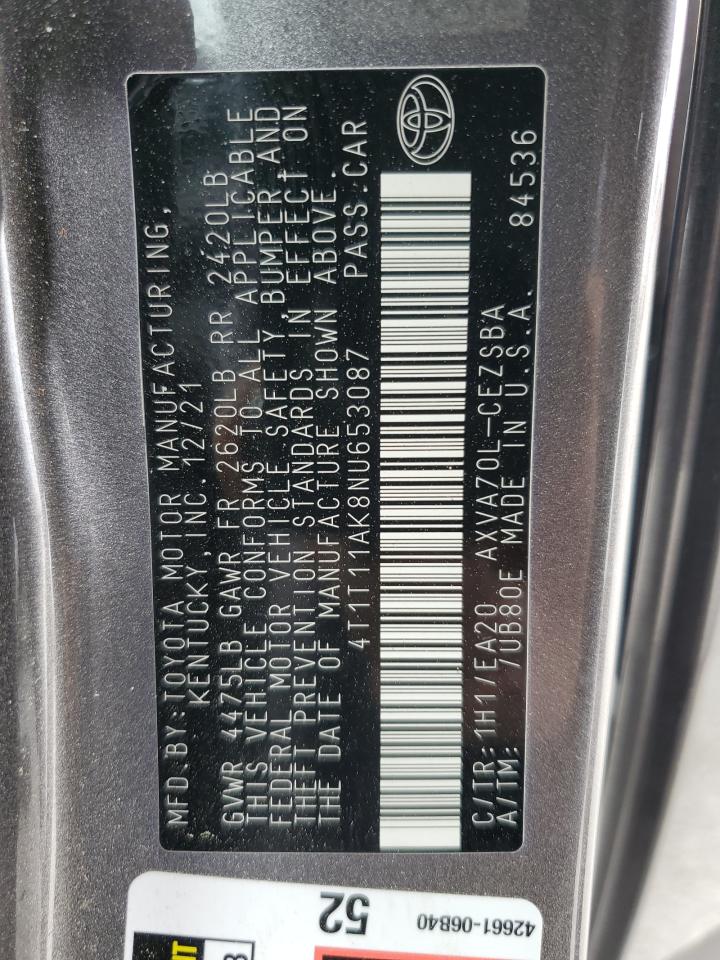 MFD.BY:TOYOTA MOTOR MANUFACTURING,
KENTUCKY,INC. 12/21
GVWR 4475LB GAWR FR 2620LB RR 2420LB
THIS VEHICLE CONFORMS TO ALL APPLICABLE
FEDERAL MOTOR VEHICLE SAFETY,BUMPER AND
THEFT PREVENTION STANDARDS IN EFFECT ON
THE DATE OF MANUFACTURE SHOWN ABOVE.
4T1T11AK8NU653087 PASS.CAR
C/TR:1H1/EA20 AXVA70L-CEZSBA
A/TM: /UB80E MADE IN U.S.A. 84536
52
42661-06B40